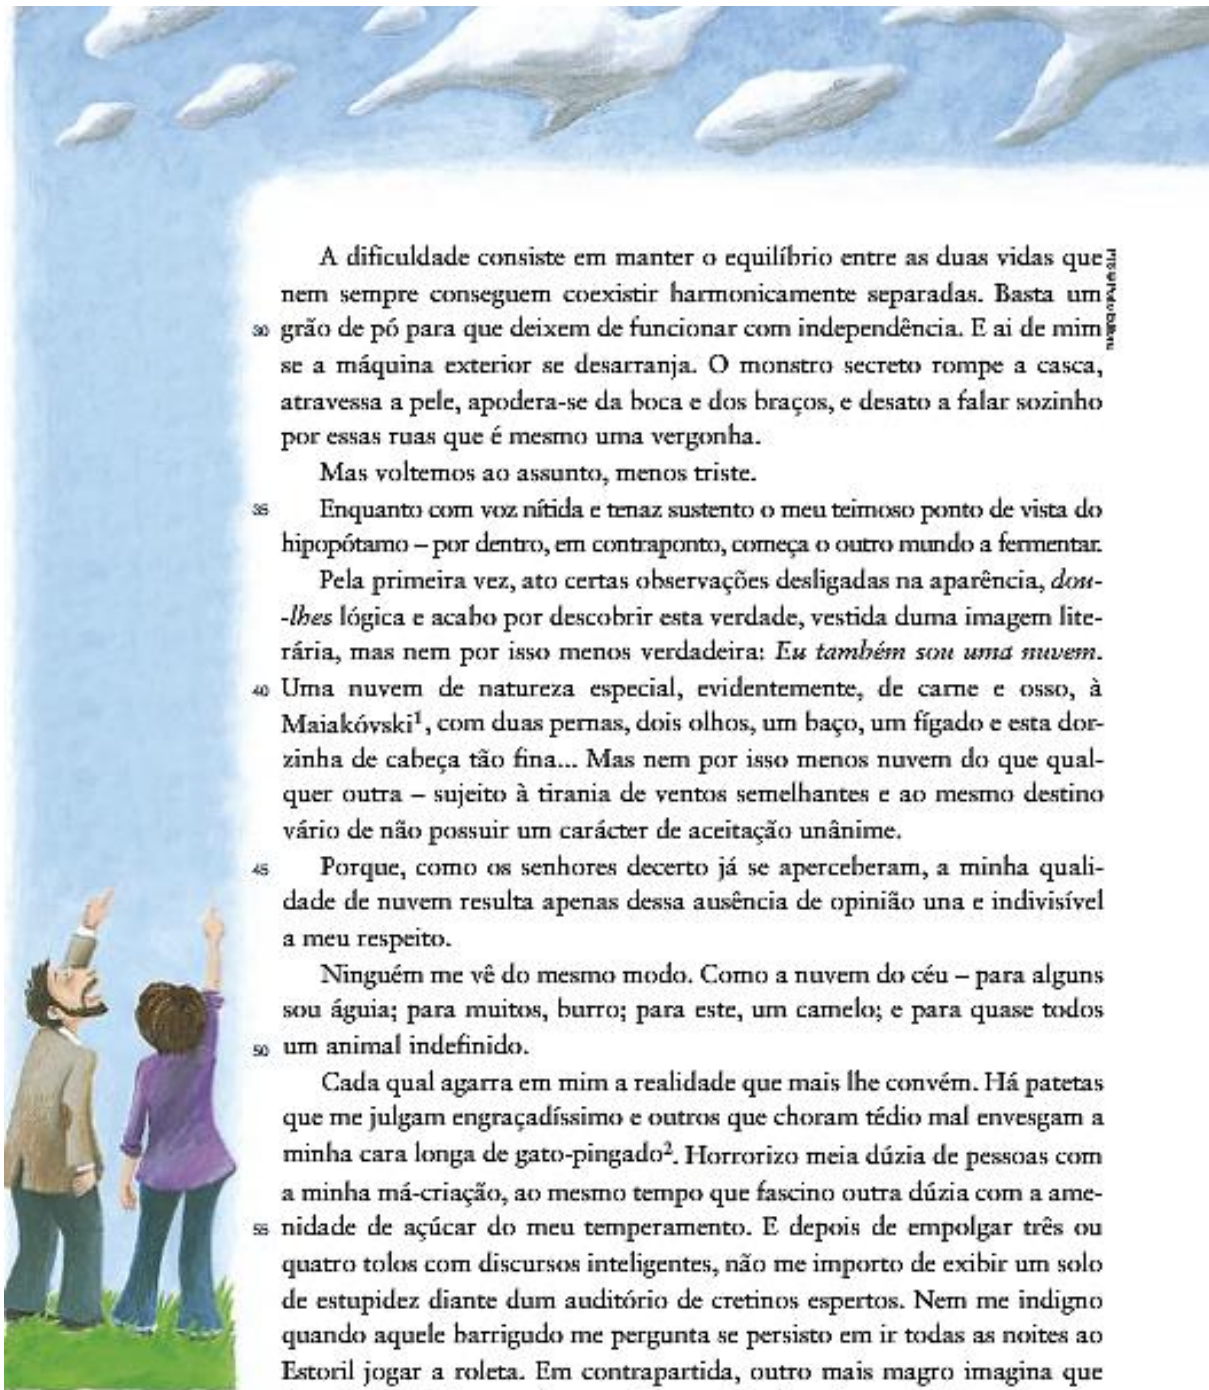 A dificuldade consiste em manter o equilíbrio entre as duas vidas que
nem sempre conseguem coexistir harmonicamente separadas. Basta um
30 grão de pó para que deixem de funcionar com independência. E ai de mim
se a máquina exterior se desarranja. O monstro secreto rompe a casca,
atravessa a pele, apodera-se da boca e dos braços, e desato a falar sozinho
por essas ruas que é mesmo uma vergonha.
Mas voltemos ao assunto, menos triste.
35 Enquanto com voz nítida e tenaz sustento o meu teimoso ponto de vista do
hipopótamo – por dentro, em contraponto, começa o outro mundo a fermentar.
Pela primeira vez, ato certas observações desligadas na aparência, dou-
-lhes lógica e acabo por descobrir esta verdade, vestida duma imagem lite-
rária, mas nem por isso menos verdadeira: Eu também sou uma nuvem.
40 Uma nuvem de natureza especial, evidentemente, de carne e osso, à
Maiakóvski¹, com duas pernas, dois olhos, um baço, um fígado e esta dor-
zinha de cabeça tão fina... Mas nem por isso menos nuvem do que qual-
quer outra – sujeito à tirania de ventos semelhantes e ao mesmo destino
vário de não possuir um carácter de aceitação unânime.
45 Porque, como os senhores decerto já se aperceberam, a minha quali-
dade de nuvem resulta apenas dessa ausência de opinião una e indivisível
a meu respeito.
Ninguém me vê do mesmo modo. Como a nuvem do céu – para alguns
sou águia; para muitos, burro; para este, um camelo; e para quase todos
50 um animal indefinido.
Cada qual agarra em mim a realidade que mais lhe convém. Há patetas
que me julgam engraçadíssimo e outros que choram tédio mal envesgam a
minha cara longa de gato-pingado². Horrorizo meia dúzia de pessoas com
a minha má-criação, ao mesmo tempo que fascino outra dúzia com a ame-
55 nidade de açúcar do meu temperamento. E depois de empolgar três ou
quatro tolos com discursos inteligentes, não me importo de exibir um solo
de estupidez diante dum auditório de cretinos espertos. Nem me indigno
quando aquele barrigudo me pergunta se persisto em ir todas as noites ao
Estoril jogar a roleta. Em contrapartida, outro mais magro imagina que